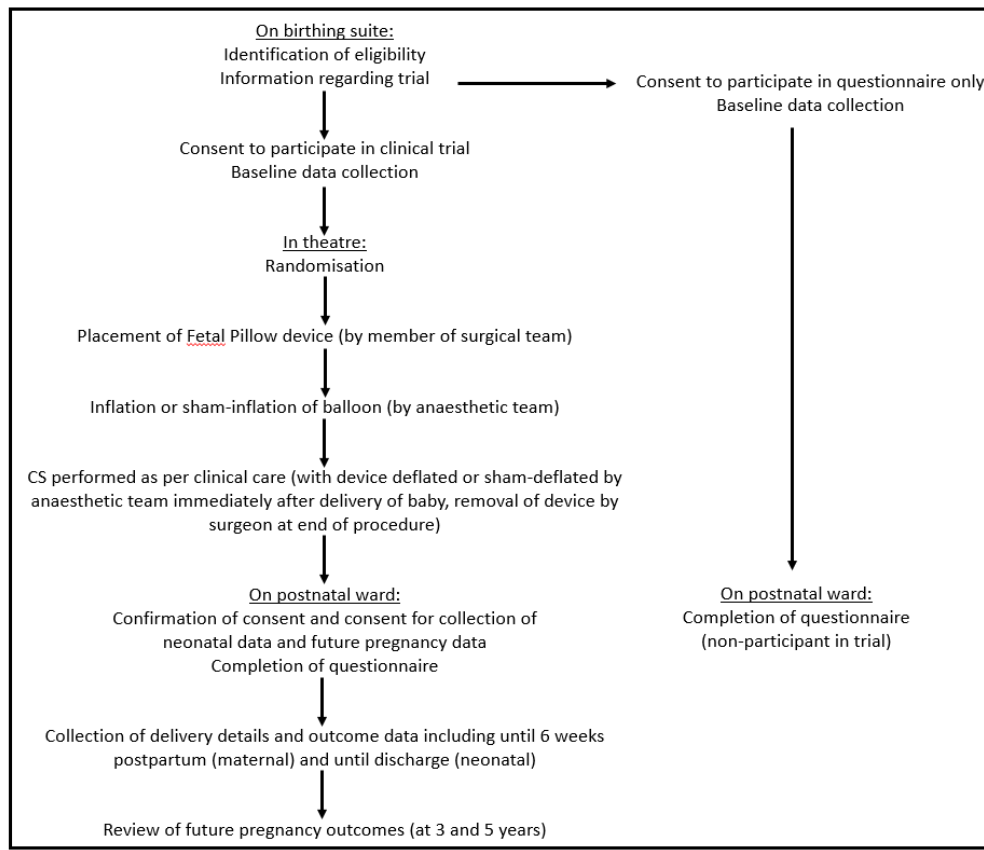 On birthing suite:
Identification of eligibility
Information regarding trial
Consent to participate in questionnaire only
Baseline data collection
Consent to participate in clinical trial
Baseline data collection
In theatre:
Randomisation
Placement of Fetal Pillow device (by member of surgical team)
Inflation or sham-inflation of balloon (by anaesthetic team)
CS performed as per clinical care (with device deflated or sham-deflated by
anaesthetic team immediately after delivery of baby, removal of device by
surgeon at end of procedure)
On postnatal ward:
Confirmation of consent and consent for collection of
neonatal data and future pregnancy data
Completion of questionnaire
On postnatal ward:
Completion of questionnaire
(non-participant in trial)
Collection of delivery details and outcome data including until 6 weeks
postpartum (maternal) and until discharge (neonatal)
Review of future pregnancy outcomes (at 3 and 5 years)